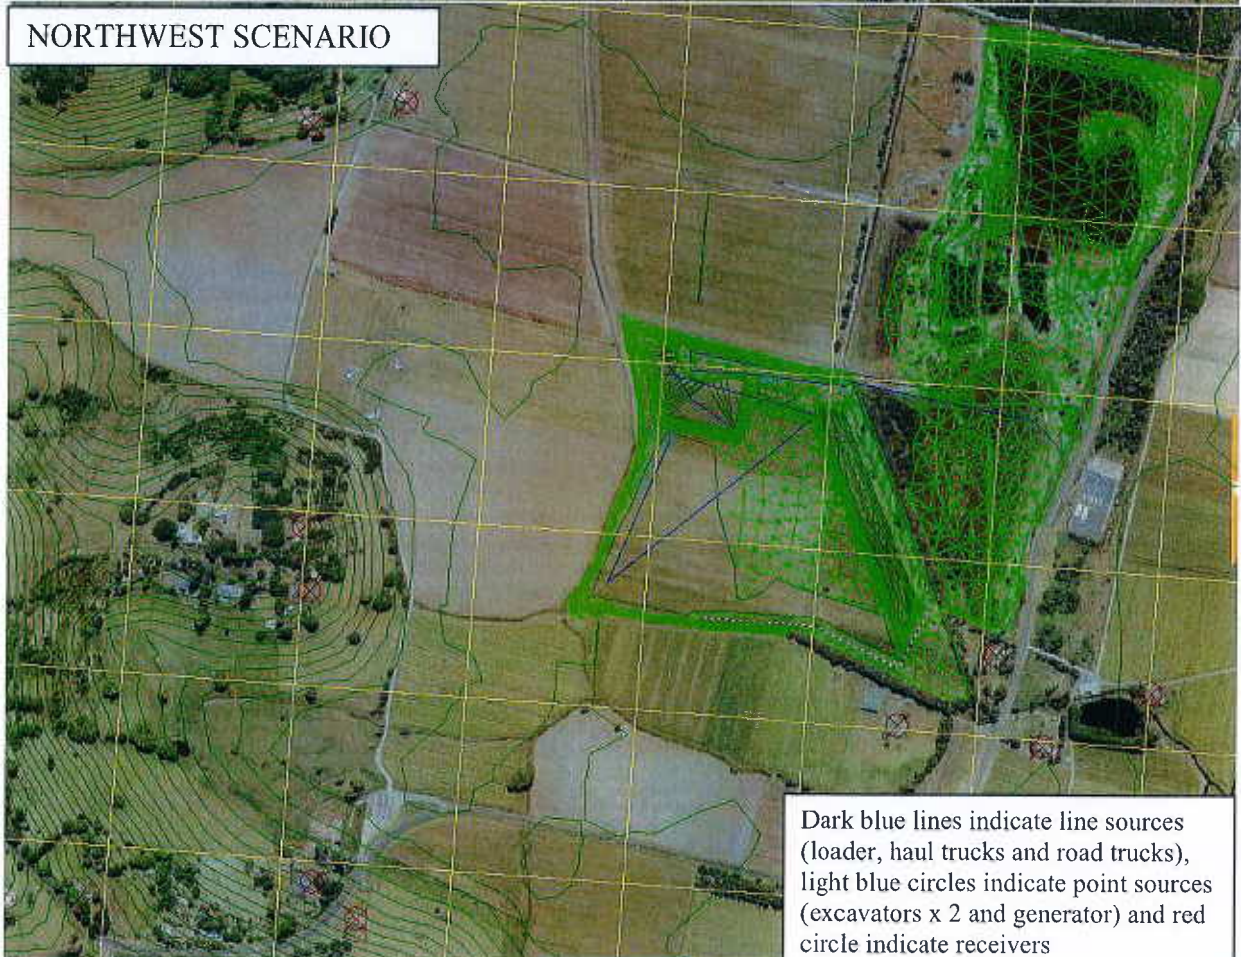 NORTHWEST SCENARIO
Dark blue lines indicate line sources
(loader, haul trucks and road trucks),
light blue circles indicate point sources
(excavators x 2 and generator) and red
circle indicate receivers